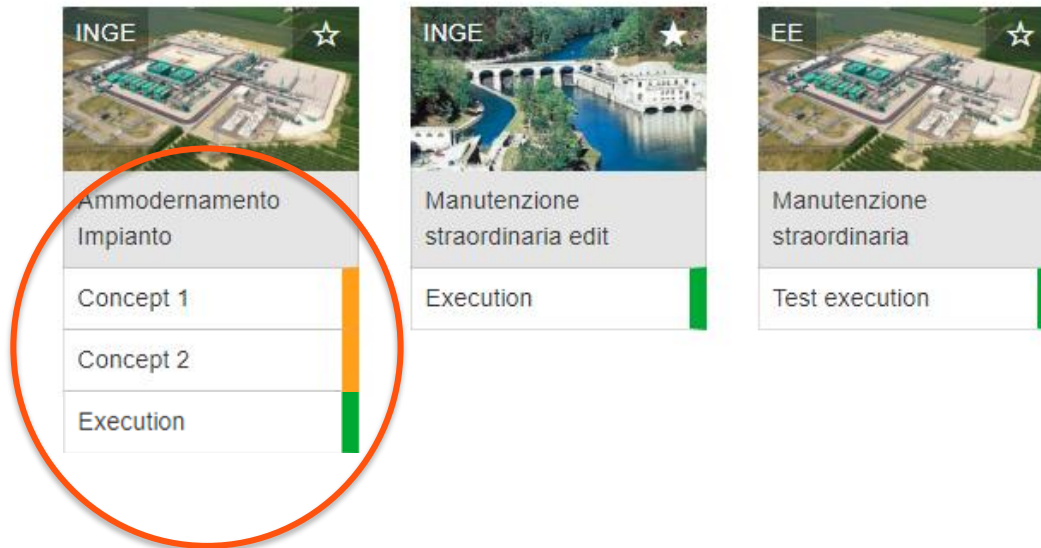 INGE
Ammodernamento
Impianto
Concept 1
Concept 2
Execution
INGE
Manutenzione
straordinaria edit
Execution
EE
Manutenzione
straordinaria
Test execution